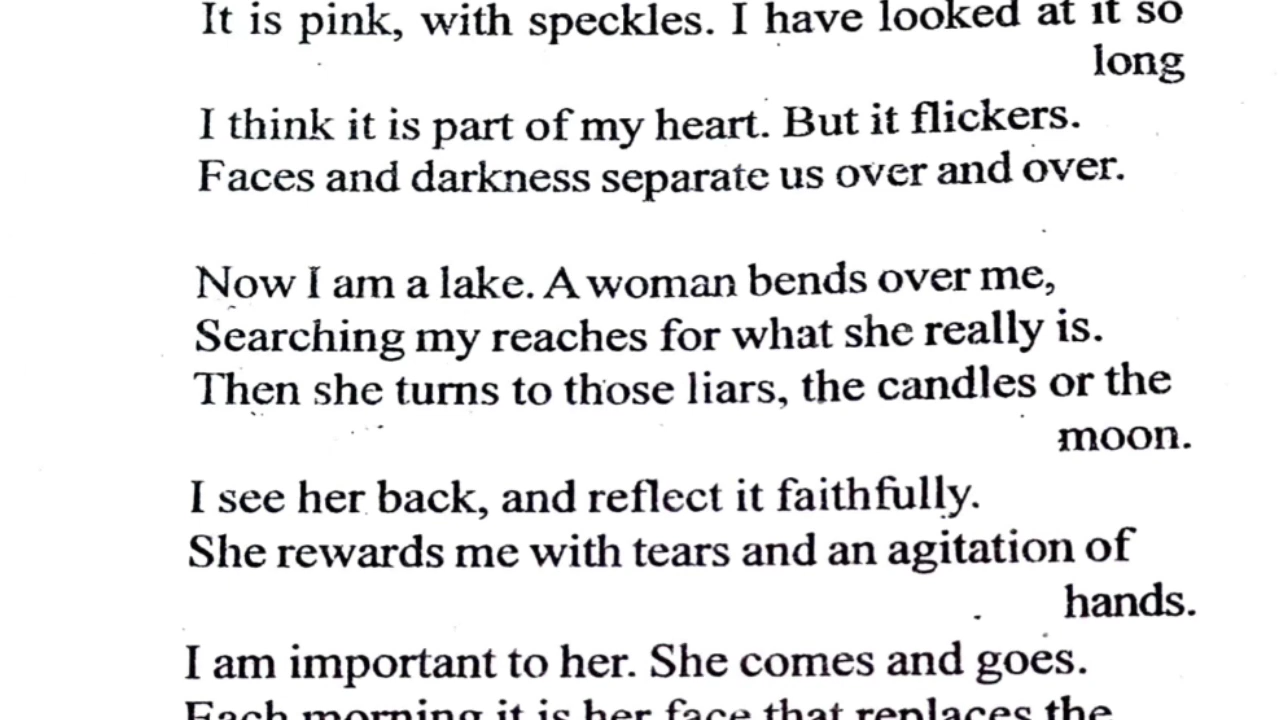 It is pink, with speckles. I have looked at it so
long
I think it is part of my heart. But it flickers.
Faces and darkness separate us over and over.
Now I am a lake. A woman bends over me,
Searching my reaches for what she really is.
Then she turns to those liars, the candles or the
moon.
I see her back, and reflect it faithfully.
She rewards me with tears and an agitation of
hands.
I am important to her. She comes and goes.
Each morning it is her face that replaces the